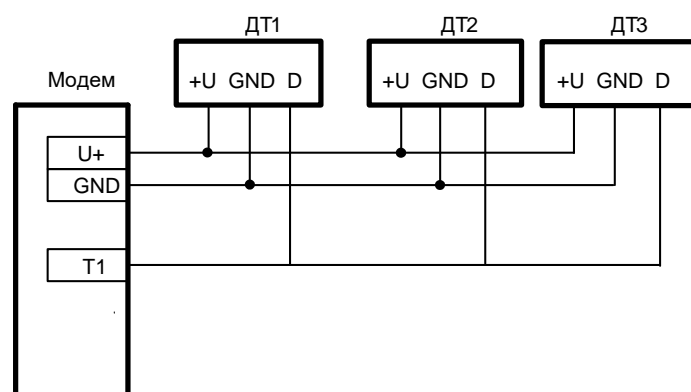 ДТ1 ДТ2 ДТ3
+U GND D +U GND D +U GND D
Модем
U+
GND
T1